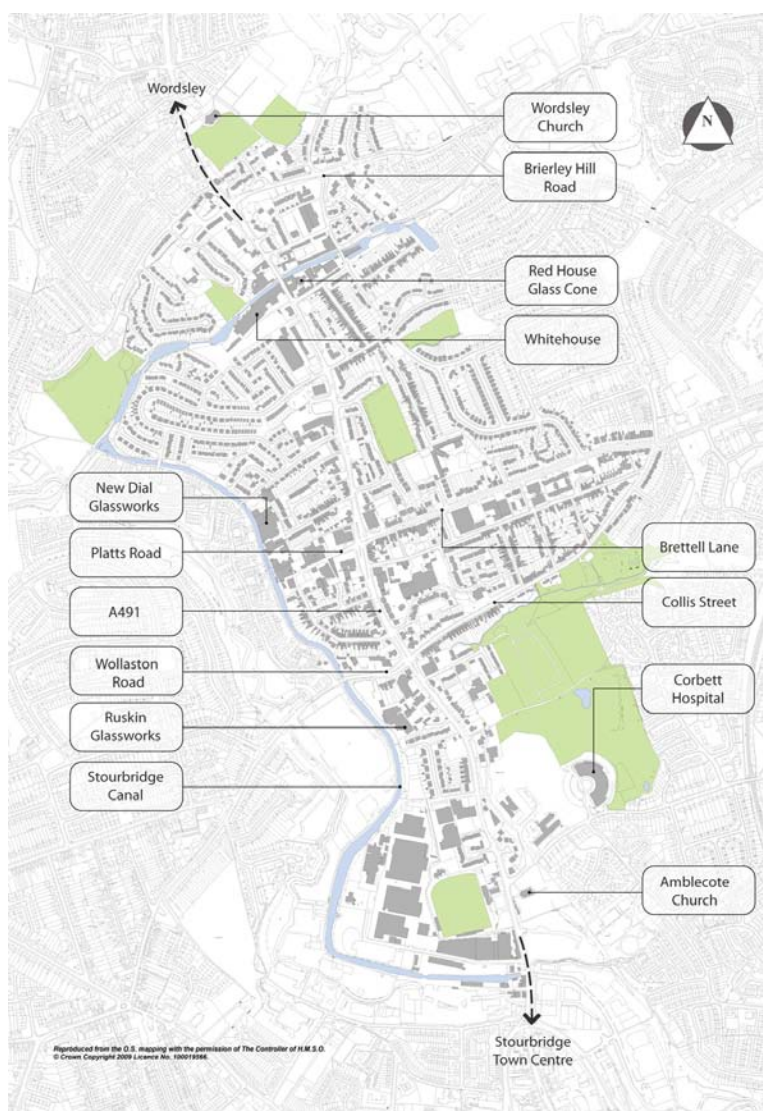 Wordsley
Wordsley
Church
N
Brierley Hill
Road
Red House
Glass Cone
Whitehouse
New Dial
Glassworks
Platts Road
Brettell Lane
A491
Collis Street
Wollaston
Road
Corbett
Hospital
Ruskin
Glassworks
Stourbridge
Canal
Amblecote
Church
Stourbridge
Town Centre
Reproduced from the O.S. mapping with the permission of The Controller of H.M.S.O.
© Crown Copyright 2009 Licence No. 100019566.